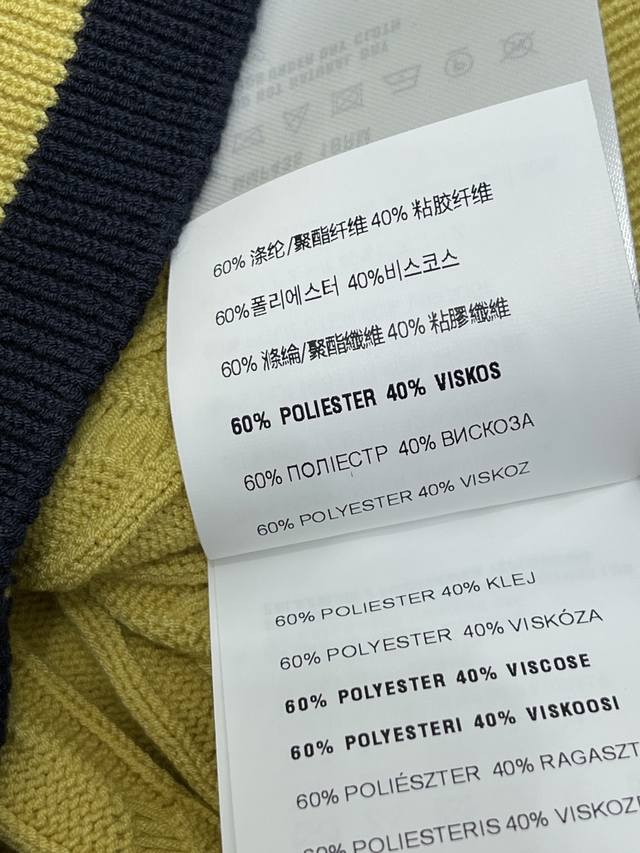 60% 涤纶/聚酯纤维 40% 粘胶纤维
60%폴리에스터 40%비스코스
60% 滌綸/聚酯纖維 40% 粘膠纖維
60% POLIESTER 40% VISKOS
60% ПОЛІЕСТР 40% ВИСКОЗА
60% POLYESTER 40% VISKOZ
60% POLIESTER 40% KLEJ
60% POLYESTER 40% VISKÓZA
60% POLYESTER 40% VISCOSE
60% POLYESTERI 40% VISKOOSI
60% POLIÉSZTER 40% RAGASZT
60% POLIESTERIS 40% VISKOZ